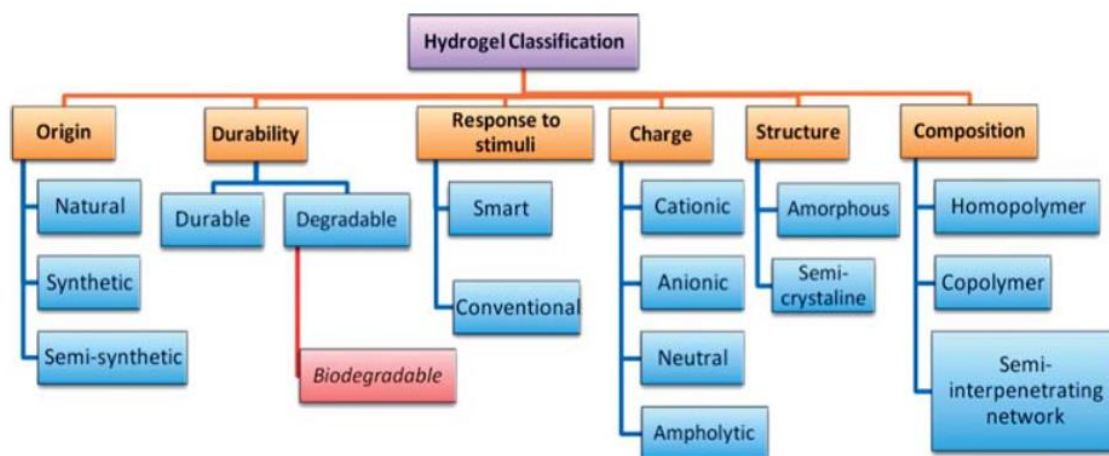 Hydrogel Classification
Origin
Durability
Response to
stimuli
Charge
Structure
Composition
Natural
Synthetic
Semi-synthetic
Durable
Degradable
Biodegradable
Smart
Conventional
Cationic
Anionic
Neutral
Ampholytic
Amorphous
Semi-
crystaline
Homopolymer
Copolymer
Semi-
interpenetrating
network